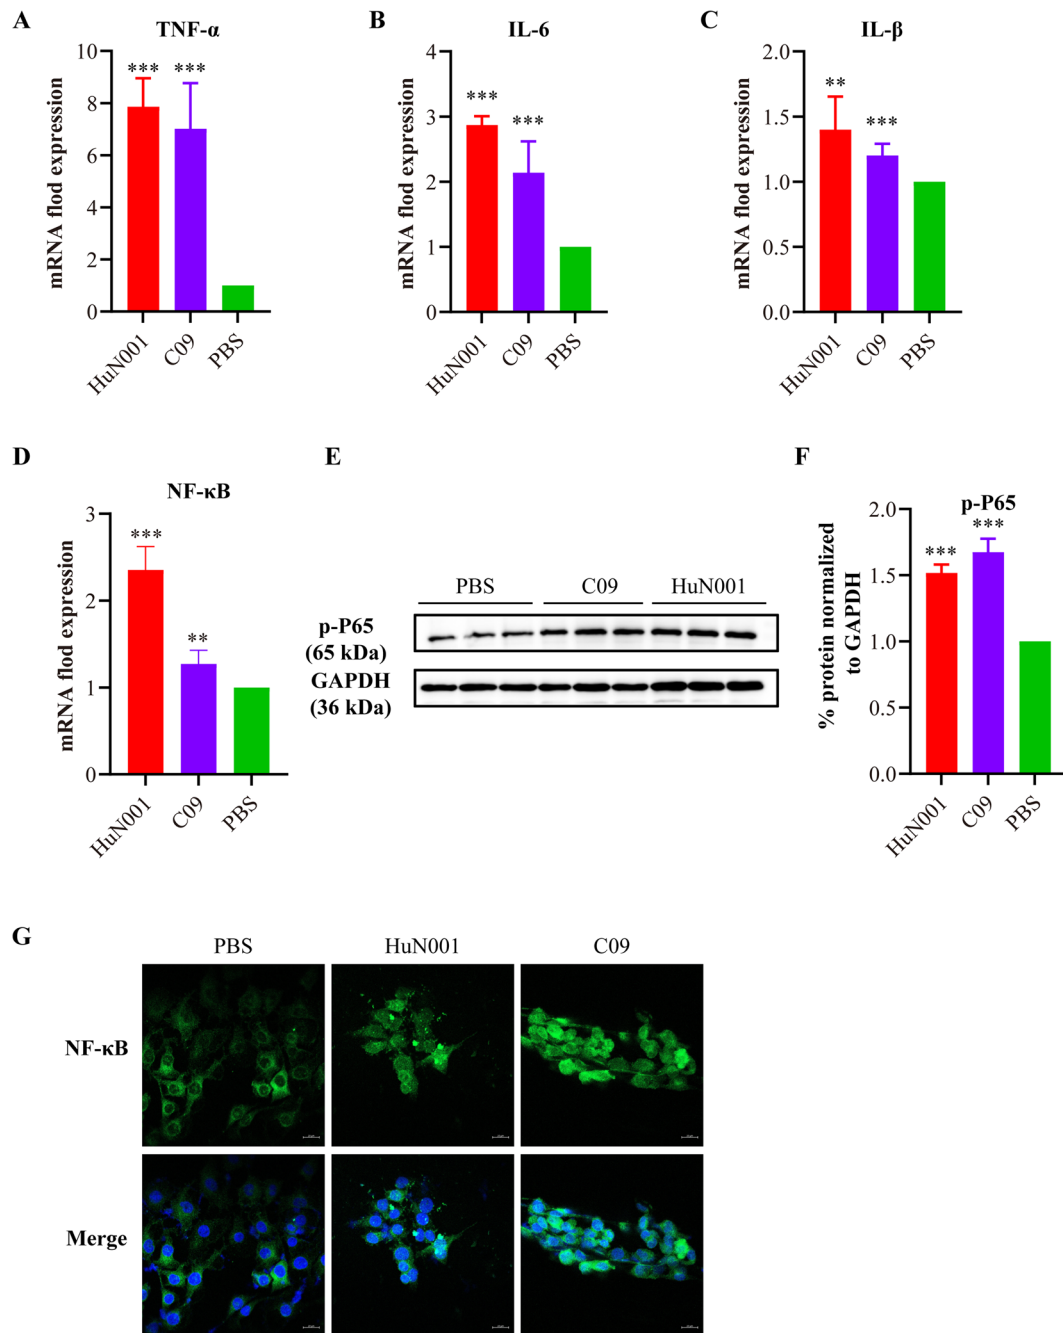 A
TNF-α
mRNA flod expression
10
8
6
4
2
0
***
***
HuN001
C09
PBS
B
IL-6
mRNA flod expression
4
3
2
1
0
***
***
HuN001
C09
PBS
C
IL-β
mRNA flod expression
2.0
1.5
1.0
0.5
0.0
**
***
HuN001
C09
PBS
D
NF-κB
mRNA flod expression
3
2
1
0
***
**
HuN001
C09
PBS
E
PBS
C09
HuN001
p-P65
(65 kDa)
GAPDH
(36 kDa)
F
p-P65
% protein normalized
to GAPDH
2.0
1.5
1.0
0.5
0.0
***
***
HuN001
C09
PBS
G
PBS
HuN001
C09
NF-κB
Merge